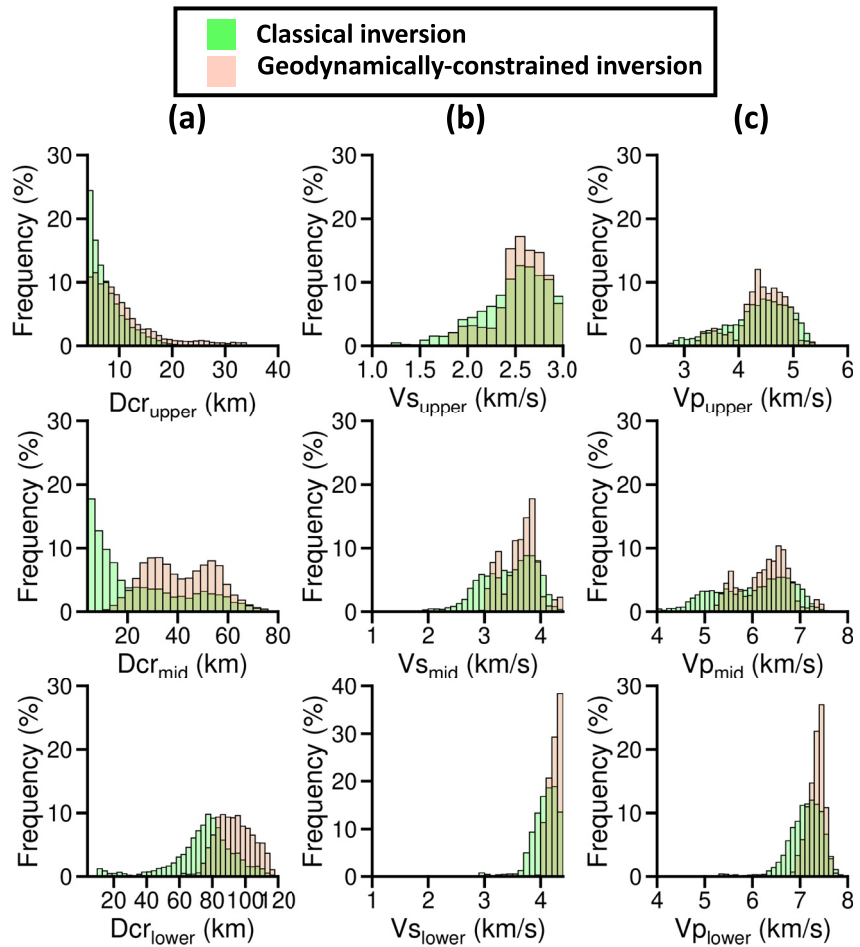 Classical inversion
Geodynamically-constrained inversion
(a) (b) (c)
30 30 30
20 20 20
10 10 10
0 0 0
Frequency (%) Frequency (%) Frequency (%)
10 20 30 40 1.0 1.5 2.0 2.5 3.0 3 4 5 6
Dcr_upper (km) Vs_upper (km/s) Vp_upper (km/s)
30 30 30
20 20 20
10 10 10
0 0 0
Frequency (%) Frequency (%) Frequency (%)
20 40 60 80 1 2 3 4 4 5 6 7 8
Dcr_mid (km) Vs_mid (km/s) Vp_mid (km/s)
30 40 30
20 30 20
10 20 10
0 10 0
0
Frequency (%) Frequency (%) Frequency (%)
20 40 60 80 100 120 1 2 3 4 4 5 6 7 8
Dcr_lower (km) Vs_lower (km/s) Vp_lower (km/s)